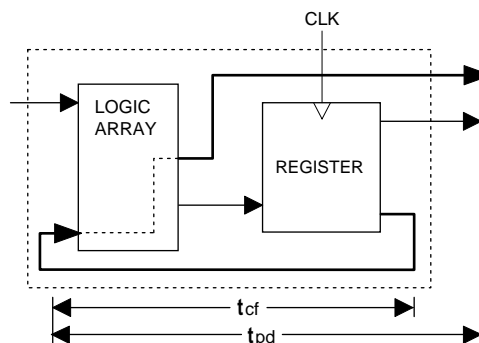 CLK
LOGIC
ARRAY
REGISTER
tcf
tpd